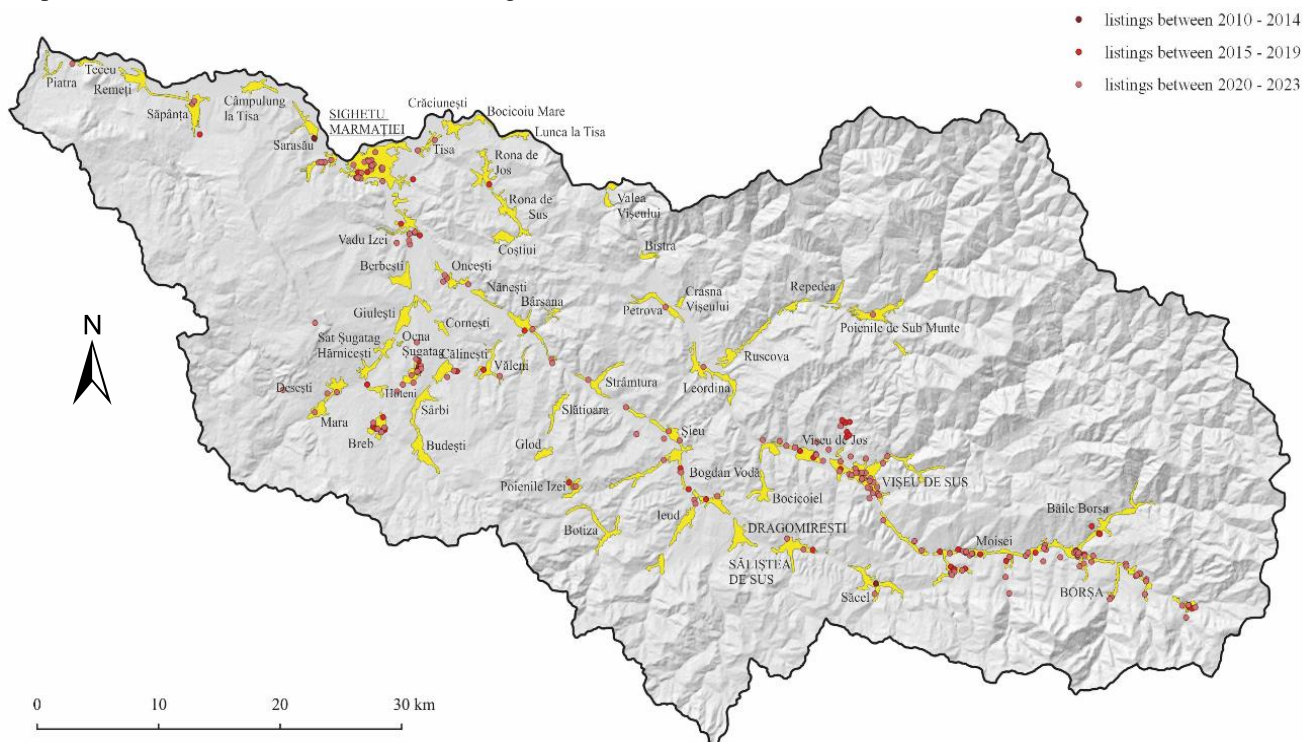 listings between 2010 - 2014
listings between 2015 - 2019
listings between 2020 - 2023
Piatra
Teceu
Remeți
Săpânța
Câmpulung
la Tisa
Sarasău
SIGHETU
MARMAȚIEI
Crăciunești
Bocicoiu Mare
Lunca la Tisa
Tisa
Rona de
Jos
Rona de
Sus
Coștiui
Valea
Vișeului
Bistra
Vadu Izei
Berbești
Oncești
Nănești
Bârsana
Giulești
Cornești
Petrova
Crasna
Vișeului
Repedea
Poienile de Sub Munte
Ruscova
Leordina
Sat Șugatag
Hărnicești
Ocna
Șugatag
Călinești
Văleni
Desești
Hoteni
Mara
Sârbi
Breb
Budești
Strâmtura
Slătioara
Glod
Șieu
Vișeu de Jos
VIȘEU DE SUS
Bogdan Vodă
Bocicoiel
Poienile Izei
Ieud
Botiza
DRAGOMIREȘTI
SĂLIȘTEA
DE SUS
Săcel
Moisei
Băile Borșa
BORȘA
N
0 10 20 30 km